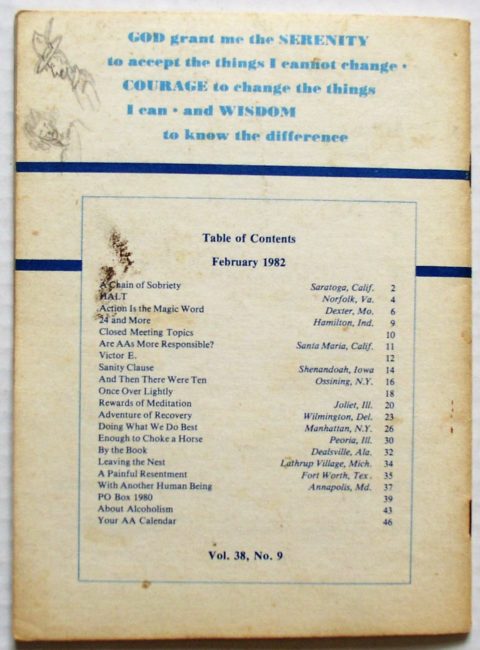 GOD grant me the SERENITY
to accept the things I cannot change ·
COURAGE to change the things
I can · and WISDOM
to know the difference
Table of Contents
February 1982
A Chain of Sobriety Saratoga, Calif. 2
HALT Norfolk, Va. 4
Action Is the Magic Word Dexter, Mo. 6
24 and More Hamilton, Ind. 9
Closed Meeting Topics 10
Are AAs More Responsible? Santa Maria, Calif. 11
Victor E. 12
Sanity Clause Shenandoah, Iowa 14
And Then There Were Ten Ossining, N.Y. 16
Once Over Lightly 18
Rewards of Meditation Joliet, Ill. 20
Adventure of Recovery Wilmington, Del. 23
Doing What We Do Best Manhattan, N.Y. 26
Enough to Choke a Horse Peoria, Ill. 30
By the Book Dealsville, Ala. 32
Leaving the Nest Lathrup Village, Mich. 34
A Painful Resentment Fort Worth, Tex. 35
With Another Human Being Annapolis, Md. 37
PO Box 1980 39
About Alcoholism 43
Your AA Calendar 46
Vol. 38, No. 9